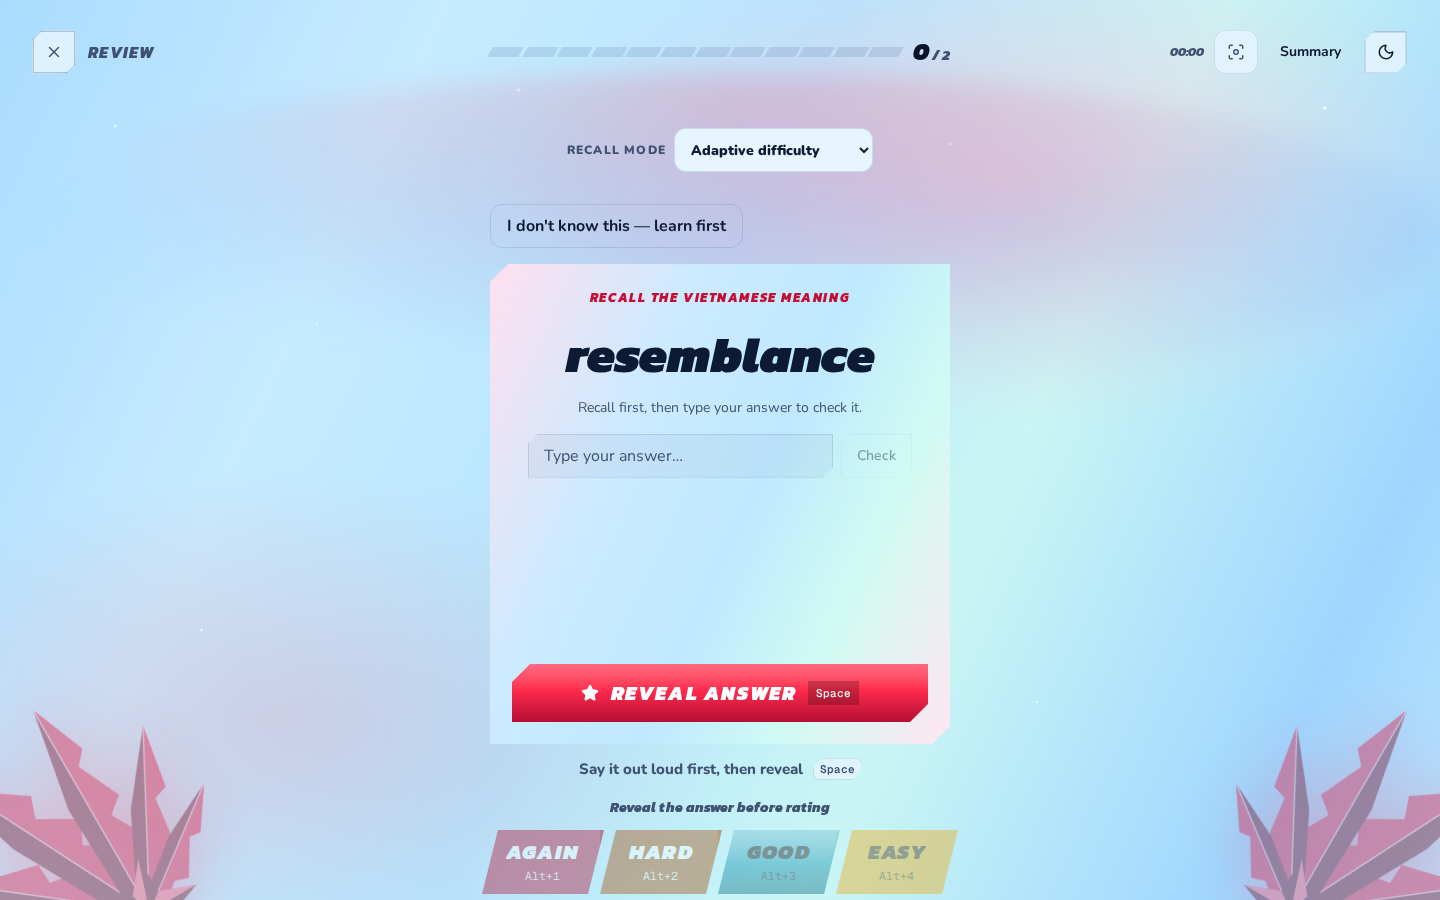 REVIEW
0 / 2
00:00
Summary
RECALL MODE
Adaptive difficulty
I don't know this — learn first
RECALL THE VIETNAMESE MEANING
resemblance
Recall first, then type your answer to check it.
Type your answer...
Check
REVEAL ANSWER Space
Say it out loud first, then reveal Space
Reveal the answer before rating
AGAIN HARD GOOD EASY
Alt+1 Alt+2 Alt+3 Alt+4